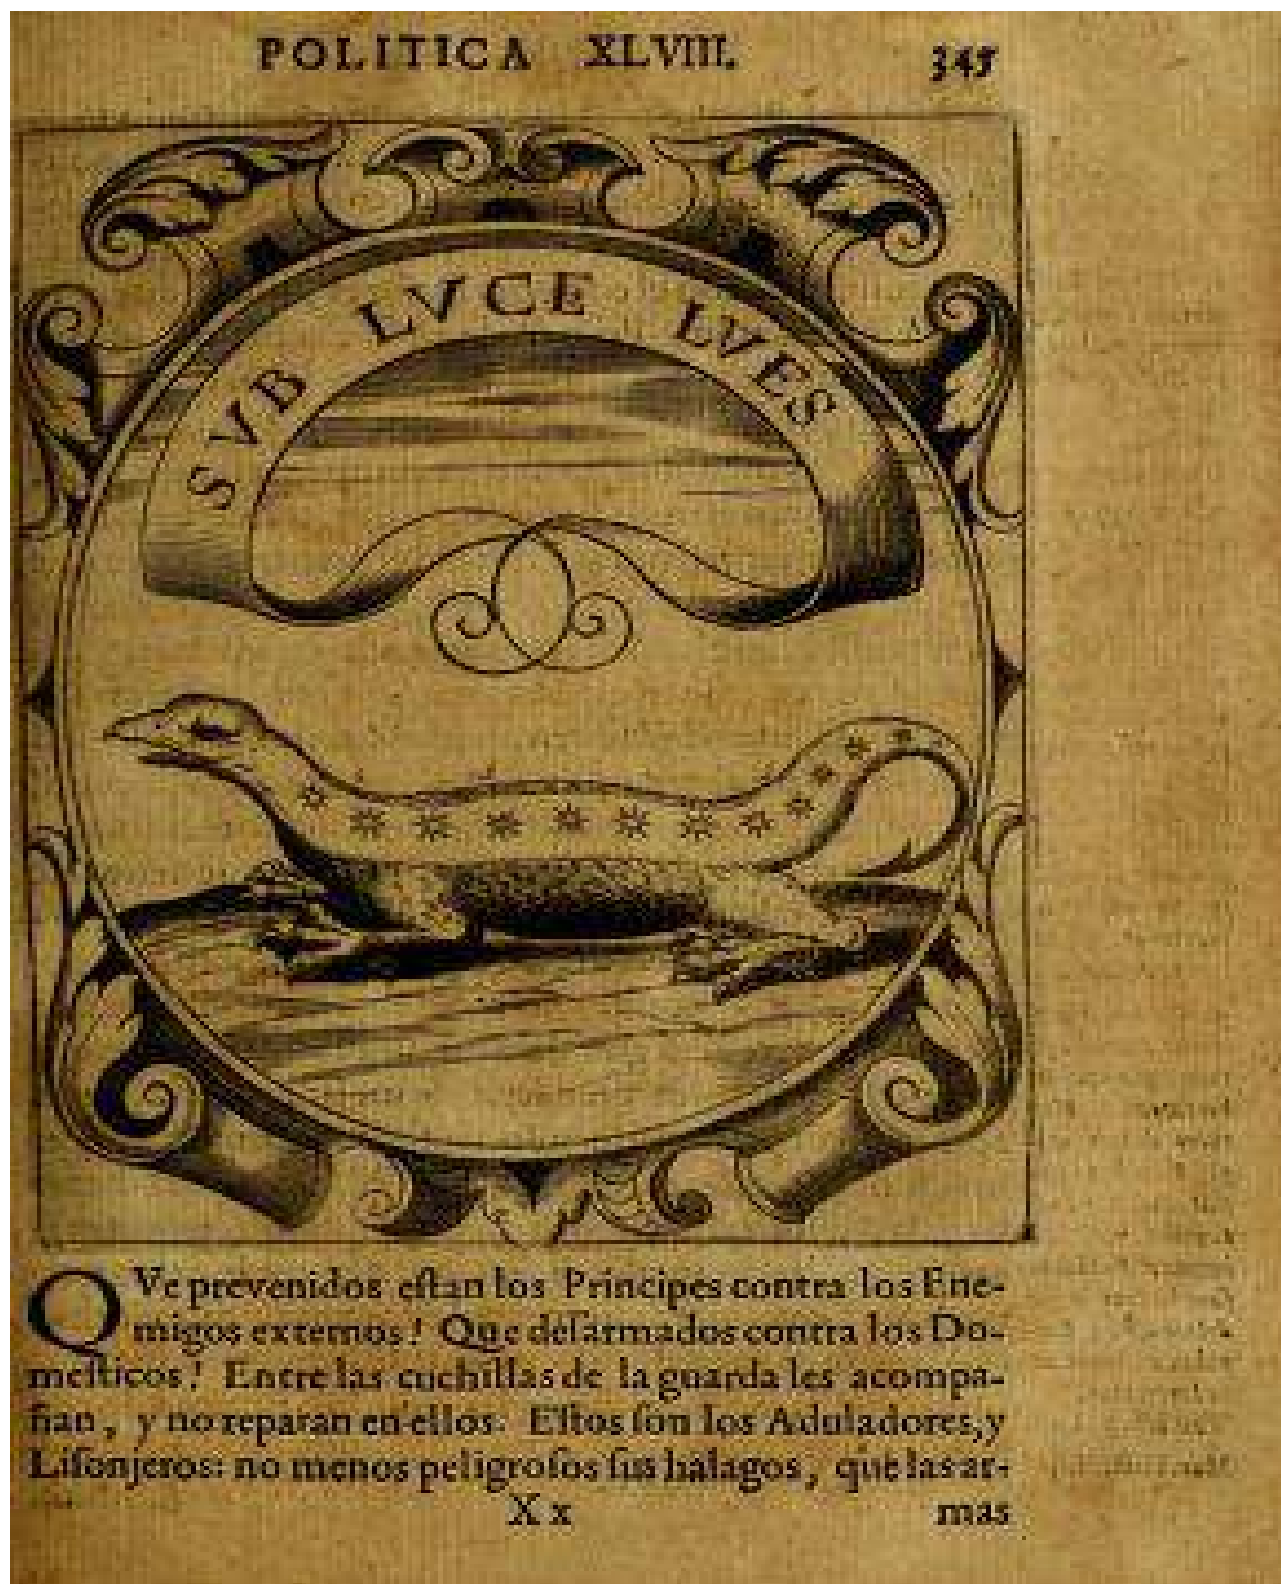 POLITICA XLVIII. 345
SVB LVCE LVES
QVe prevenidos eſtan los Principes contra los Ene-
migos externos! Que deſarmados contra los Do-
meſticos! Entre las cuchillas de la guarda les acompa-
ñan, y no reparan en ellos. Eſtos ſon los Aduladores, y
Liſonjeros: no menos peligroſos ſus halagos, que las ar-
X x mas